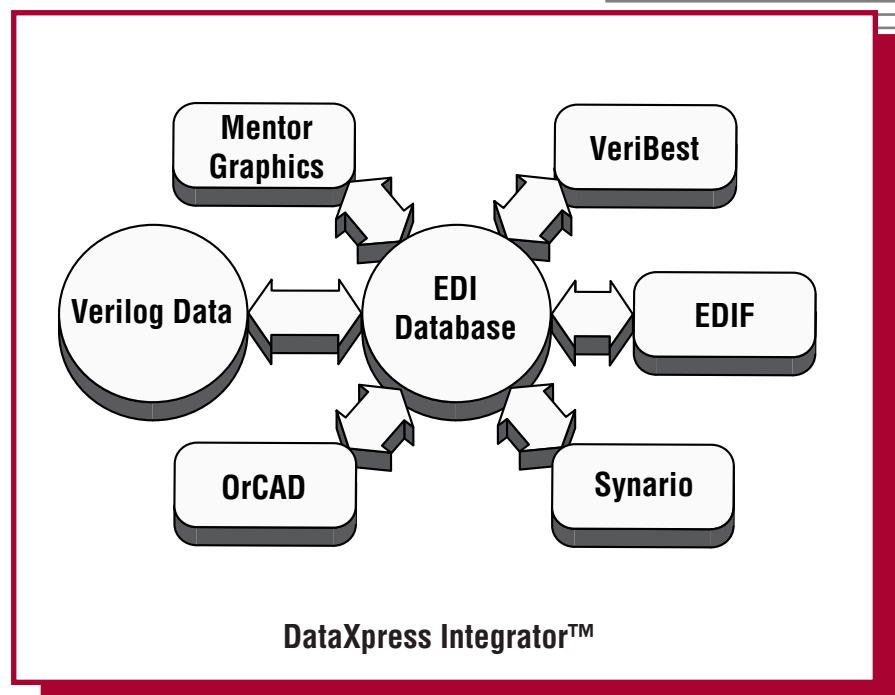 Mentor
Graphics
VeriBest
Verilog Data
EDI
Database
EDIF
OrCAD
Synario
DataXpress Integrator™